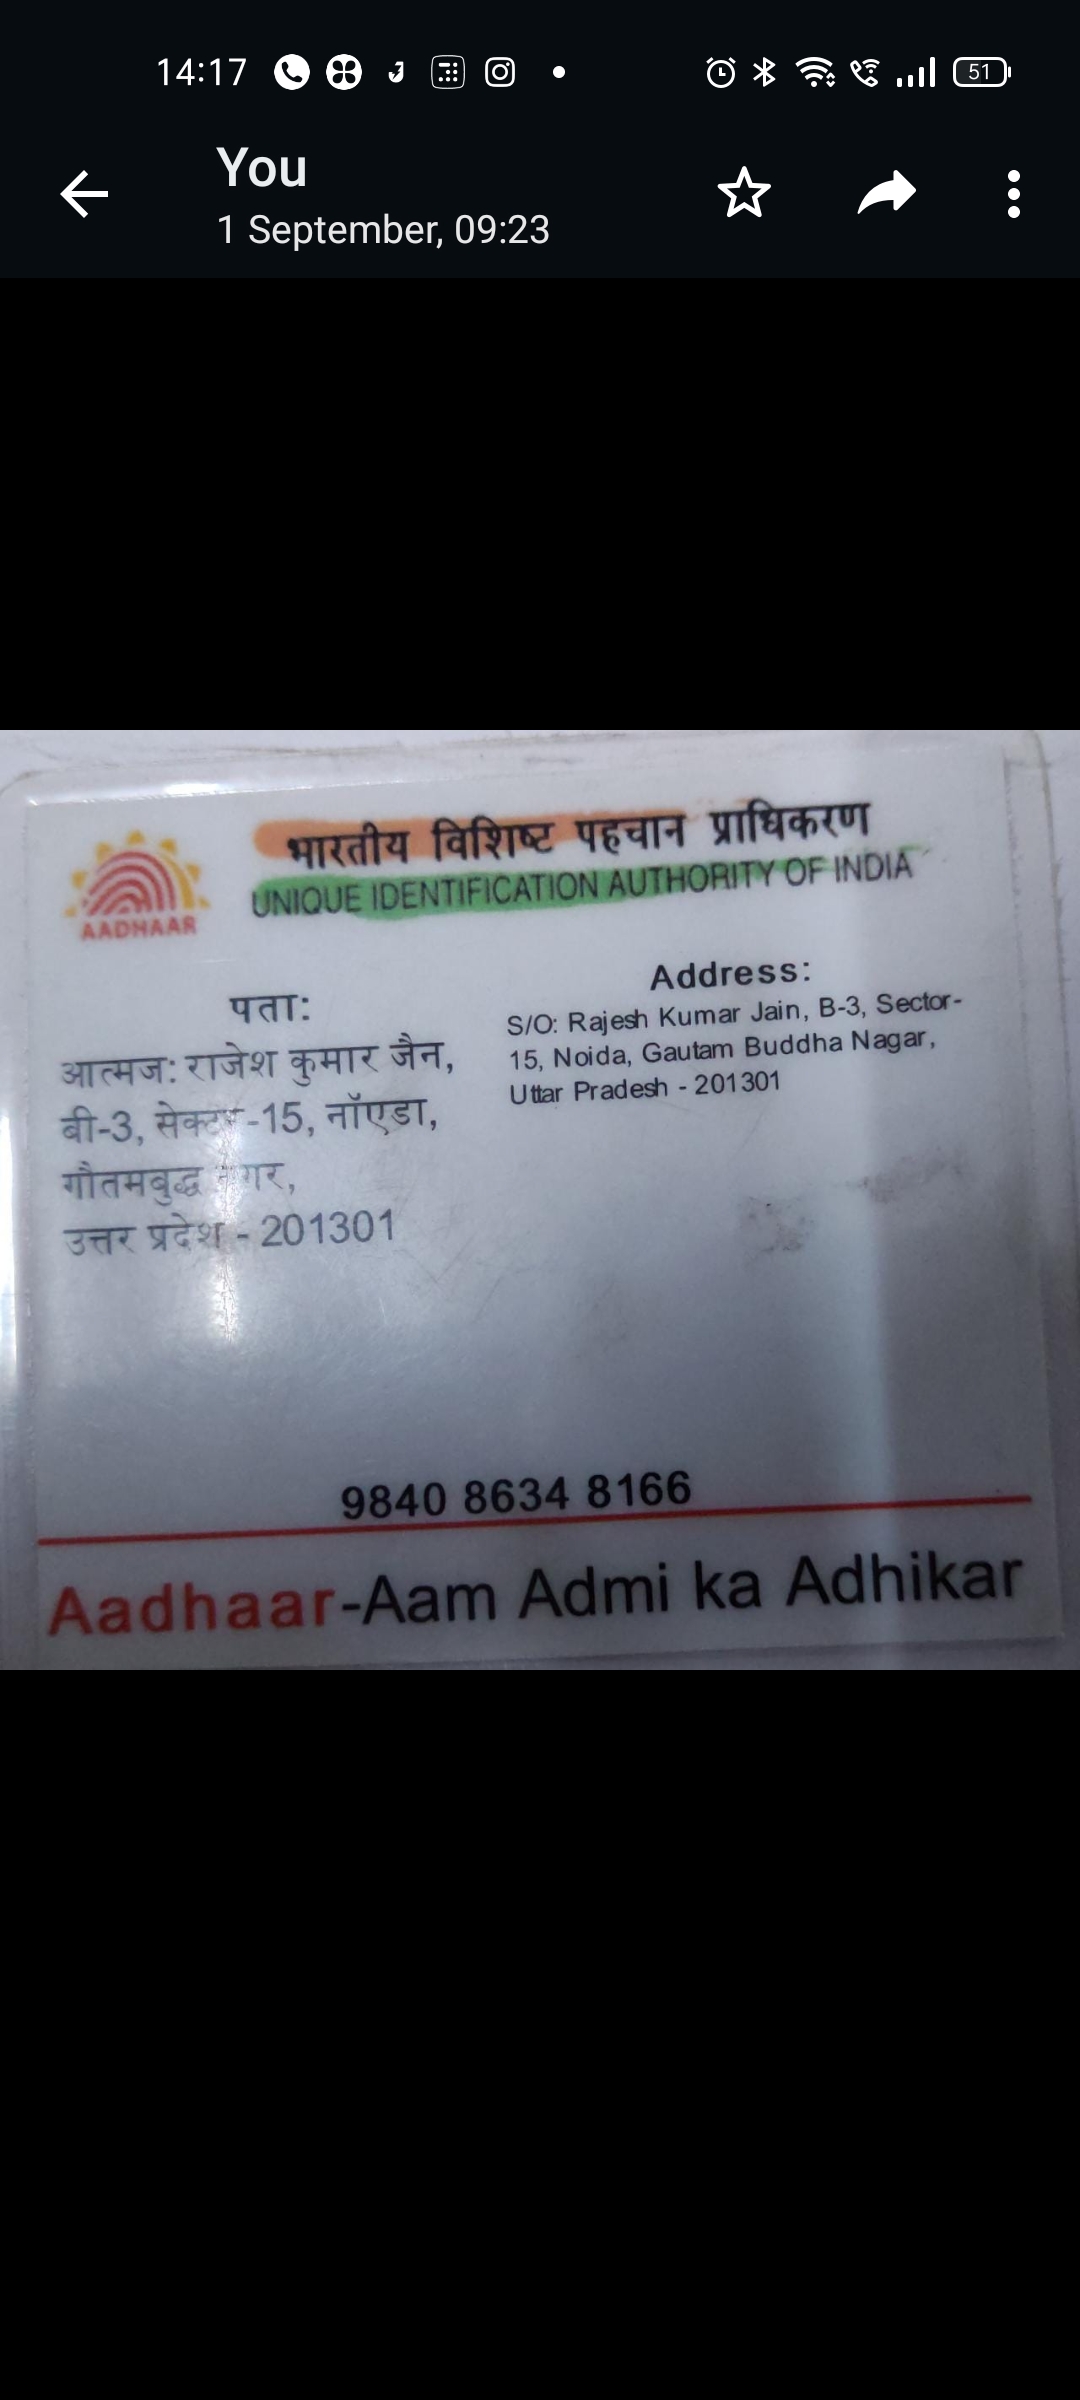 14:17
51
You
1 September, 09:23
भारतीय विशिष्ट पहचान प्राधिकरण
UNIQUE IDENTIFICATION AUTHORITY OF INDIA
AADHAAR
पता:
आत्मज: राजेश कुमार जैन,
बी-3, सेक्टर -15, नॉएडा,
गौतमबुद्ध नगर,
उत्तर प्रदेश - 201301
Address:
S/O: Rajesh Kumar Jain, B-3, Sector-
15, Noida, Gautam Buddha Nagar,
Uttar Pradesh - 201301
9840 8634 8166
Aadhaar-Aam Admi ka Adhikar